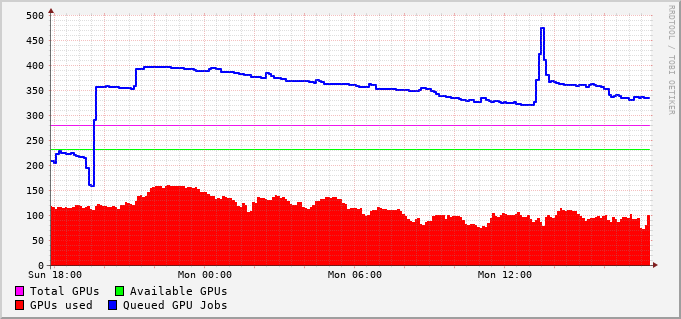 500
450
400
350
300
250
200
150
100
50
0
Sun 18:00 Mon 00:00 Mon 06:00 Mon 12:00
Total GPUs Available GPUs
GPUs used Queued GPU Jobs
RRDTOOL / TOBI OETIKER